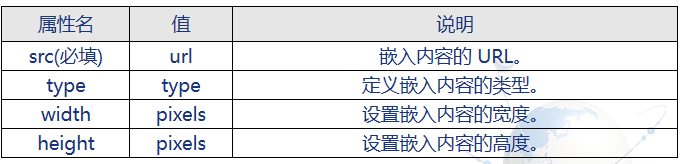 属性名 值 说明
src(必填) url 嵌入内容的 URL。
type type 定义嵌入内容的类型。
width pixels 设置嵌入内容的宽度。
height pixels 设置嵌入内容的高度。